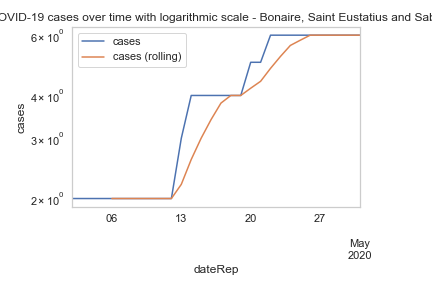 OVID-19 cases over time with logarithmic scale - Bonaire, Saint Eustatius and Sab
6 × 10⁰
4 × 10⁰
3 × 10⁰
2 × 10⁰
cases
cases
cases (rolling)
06 13 20 27
May
2020
dateRep